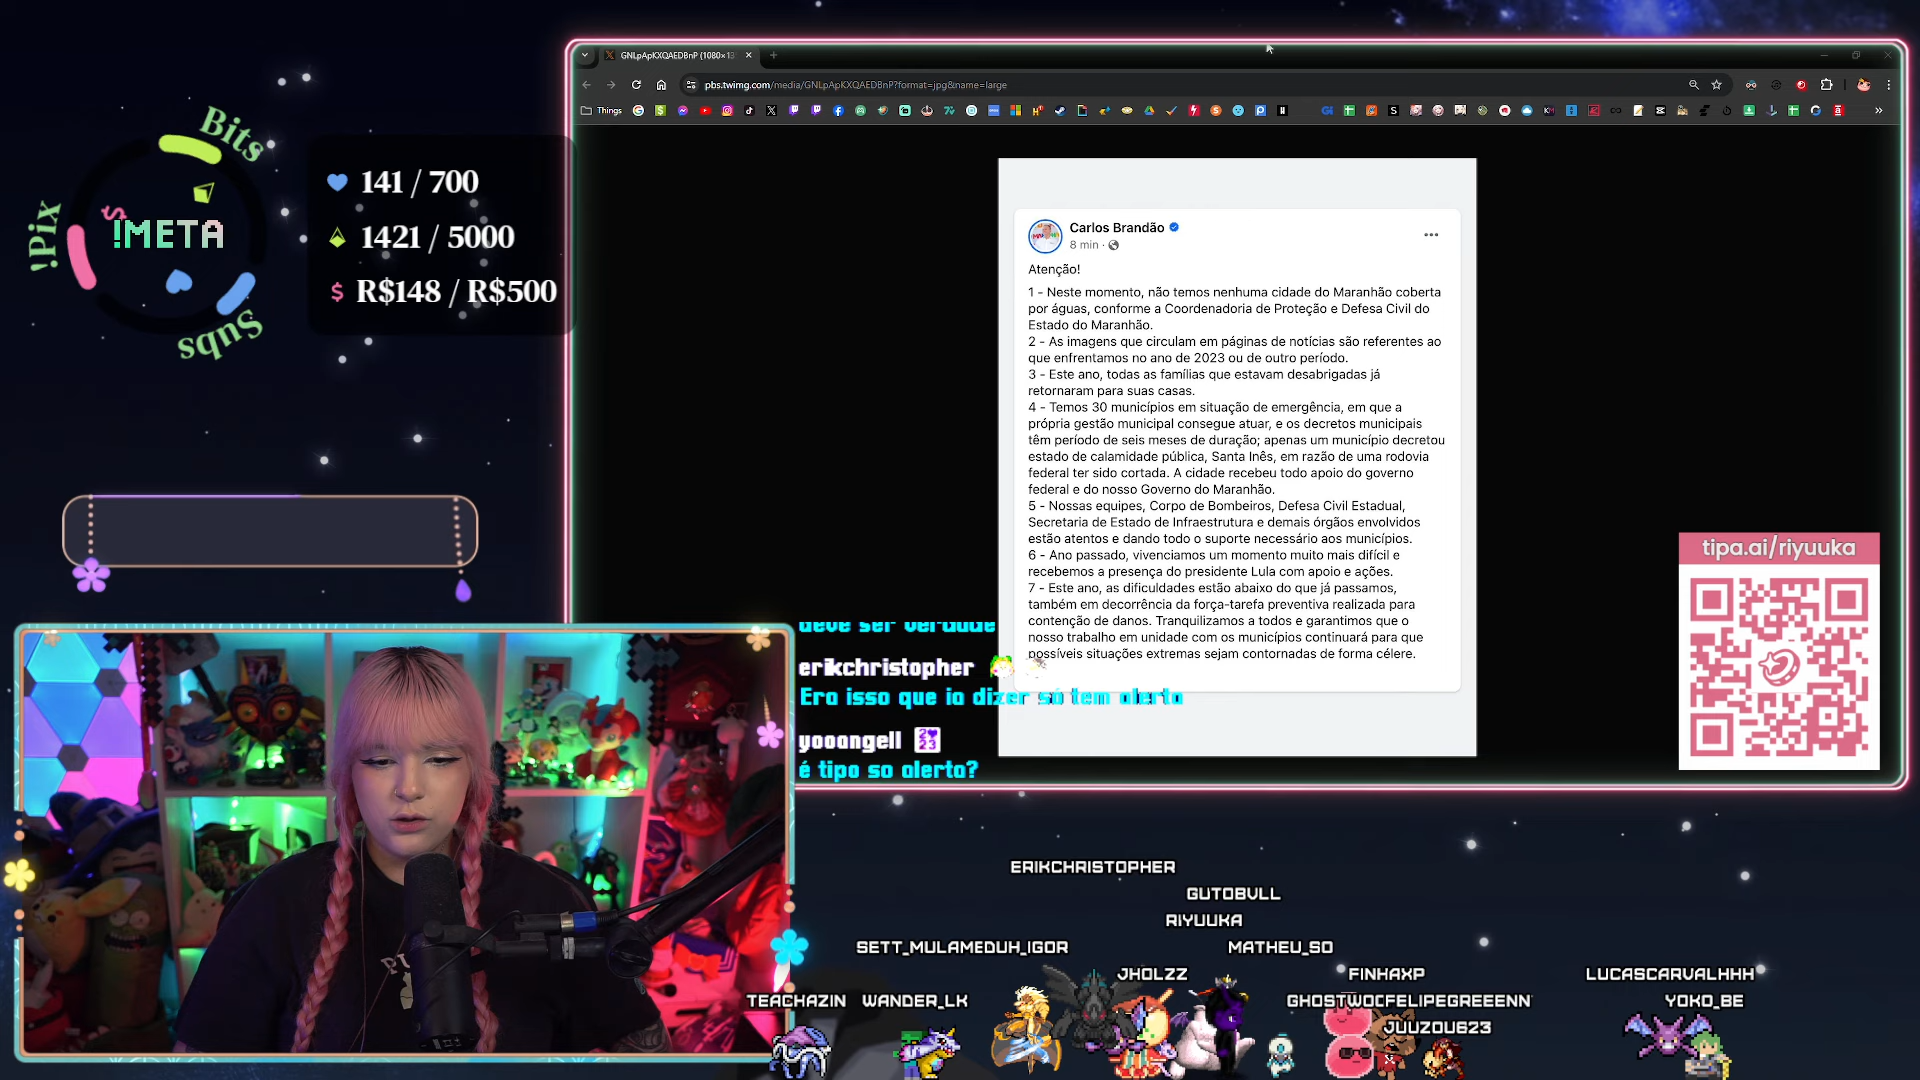 Bits
!Pix
!META
Subs
141 / 700
1421 / 5000
$ R$148 / R$500
GNLpApKXQAEDBnP (1080×13
pbs.twimg.com/media/GNLpApKXQAEDBnP?format=jpg&name=large
Things
Carlos Brandão
8 min ·
Atenção!
1 - Neste momento, não temos nenhuma cidade do Maranhão coberta
por águas, conforme a Coordenadoria de Proteção e Defesa Civil do
Estado do Maranhão.
2 - As imagens que circulam em páginas de notícias são referentes ao
que enfrentamos no ano de 2023 ou de outro período.
3 - Este ano, todas as famílias que estavam desabrigadas já
retornaram para suas casas.
4 - Temos 30 municípios em situação de emergência, em que a
própria gestão municipal consegue atuar, e os decretos municipais
têm período de seis meses de duração; apenas um município decretou
estado de calamidade pública, Santa Inês, em razão de uma rodovia
federal ter sido cortada. A cidade recebeu todo apoio do governo
federal e do nosso Governo do Maranhão.
5 - Nossas equipes, Corpo de Bombeiros, Defesa Civil Estadual,
Secretaria de Estado de Infraestrutura e demais órgãos envolvidos
estão atentos e dando todo o suporte necessário aos municípios.
6 - Ano passado, vivenciamos um momento muito mais difícil e
recebemos a presença do presidente Lula com apoio e ações.
7 - Este ano, as dificuldades estão abaixo do que já passamos,
também em decorrência da força-tarefa preventiva realizada para
contenção de danos. Tranquilizamos a todos e garantimos que o
nosso trabalho em unidade com os municípios continuará para que
possíveis situações extremas sejam contornadas de forma célere.
deve ser verdade
erikchristopher
Era isso que ia dizer só tem alerta
yooongell
é tipo so alerta?
tipa.ai/riyuuka
ERIKCHRISTOPHER
GUTOBVLL
RIYUUKA
SETT_MULAMEDUH_IGOR
MATHEU_SO
JHOLZZ
FINHAXP
LUCASCARVALHHH
TEACHAZIN
WANDER_LK
YOKO_BE
JUUZOU623